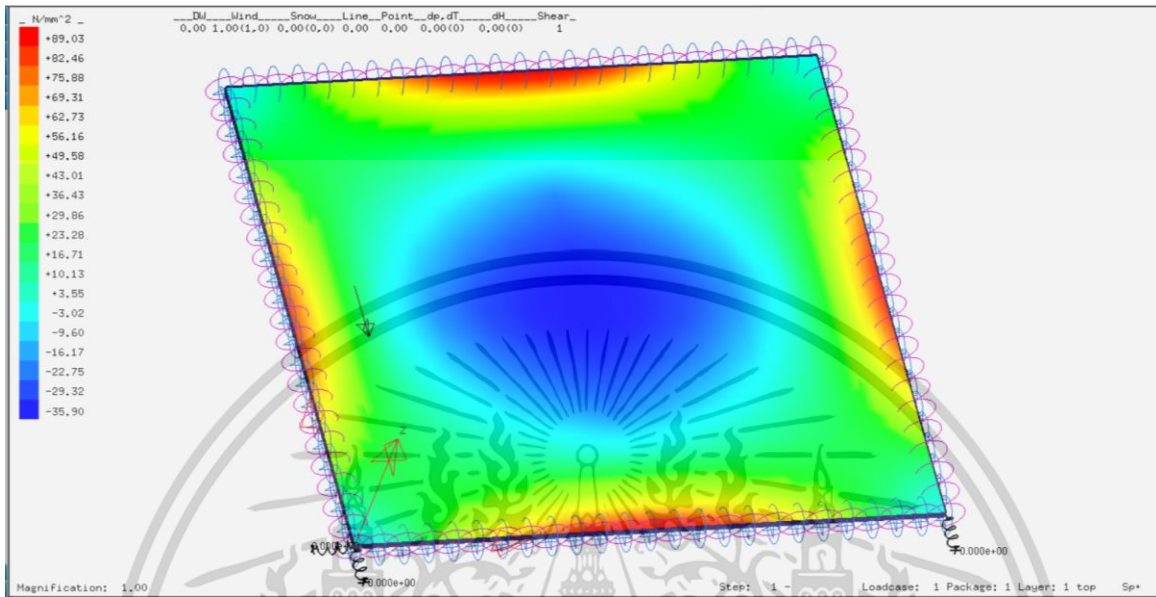 _ N/mm^2 _
___DW____Wind_____Snow____Line__Point__dp,dT_____dH_____Shear_
0.00 1.00(1,0) 0.00(0,0) 0.00 0.00 0.00(0) 0.00(0) 1
+89,03
+82,46
+75,88
+69,31
+62,73
+56,16
+49,58
+43,01
+36,43
+29,86
+23,28
+16,71
+10,13
+3,55
-3,02
-9,60
-16,17
-22,75
-29,32
-35,90
z
0.000e+00
0.000e+00
Magnification: 1.00
Step: 1 -
Loadcase: 1 Package: 1 Layer: 1 top Sp+